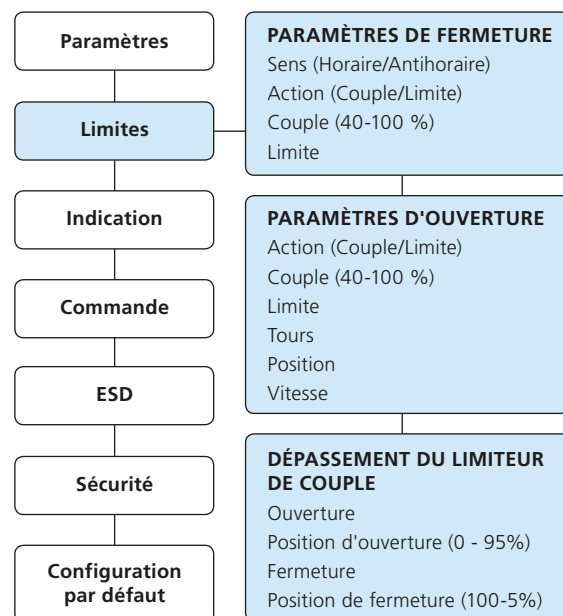 Paramètres
Limites
Indication
Commande
ESD
Sécurité
Configuration
par défaut
PARAMÈTRES DE FERMETURE
Sens (Horaire/Antihoraire)
Action (Couple/Limite)
Couple (40-100 %)
Limite
PARAMÈTRES D'OUVERTURE
Action (Couple/Limite)
Couple (40-100 %)
Limite
Tours
Position
Vitesse
DÉPASSEMENT DU LIMITEUR
DE COUPLE
Ouverture
Position d'ouverture (0 - 95%)
Fermeture
Position de fermeture (100-5%)